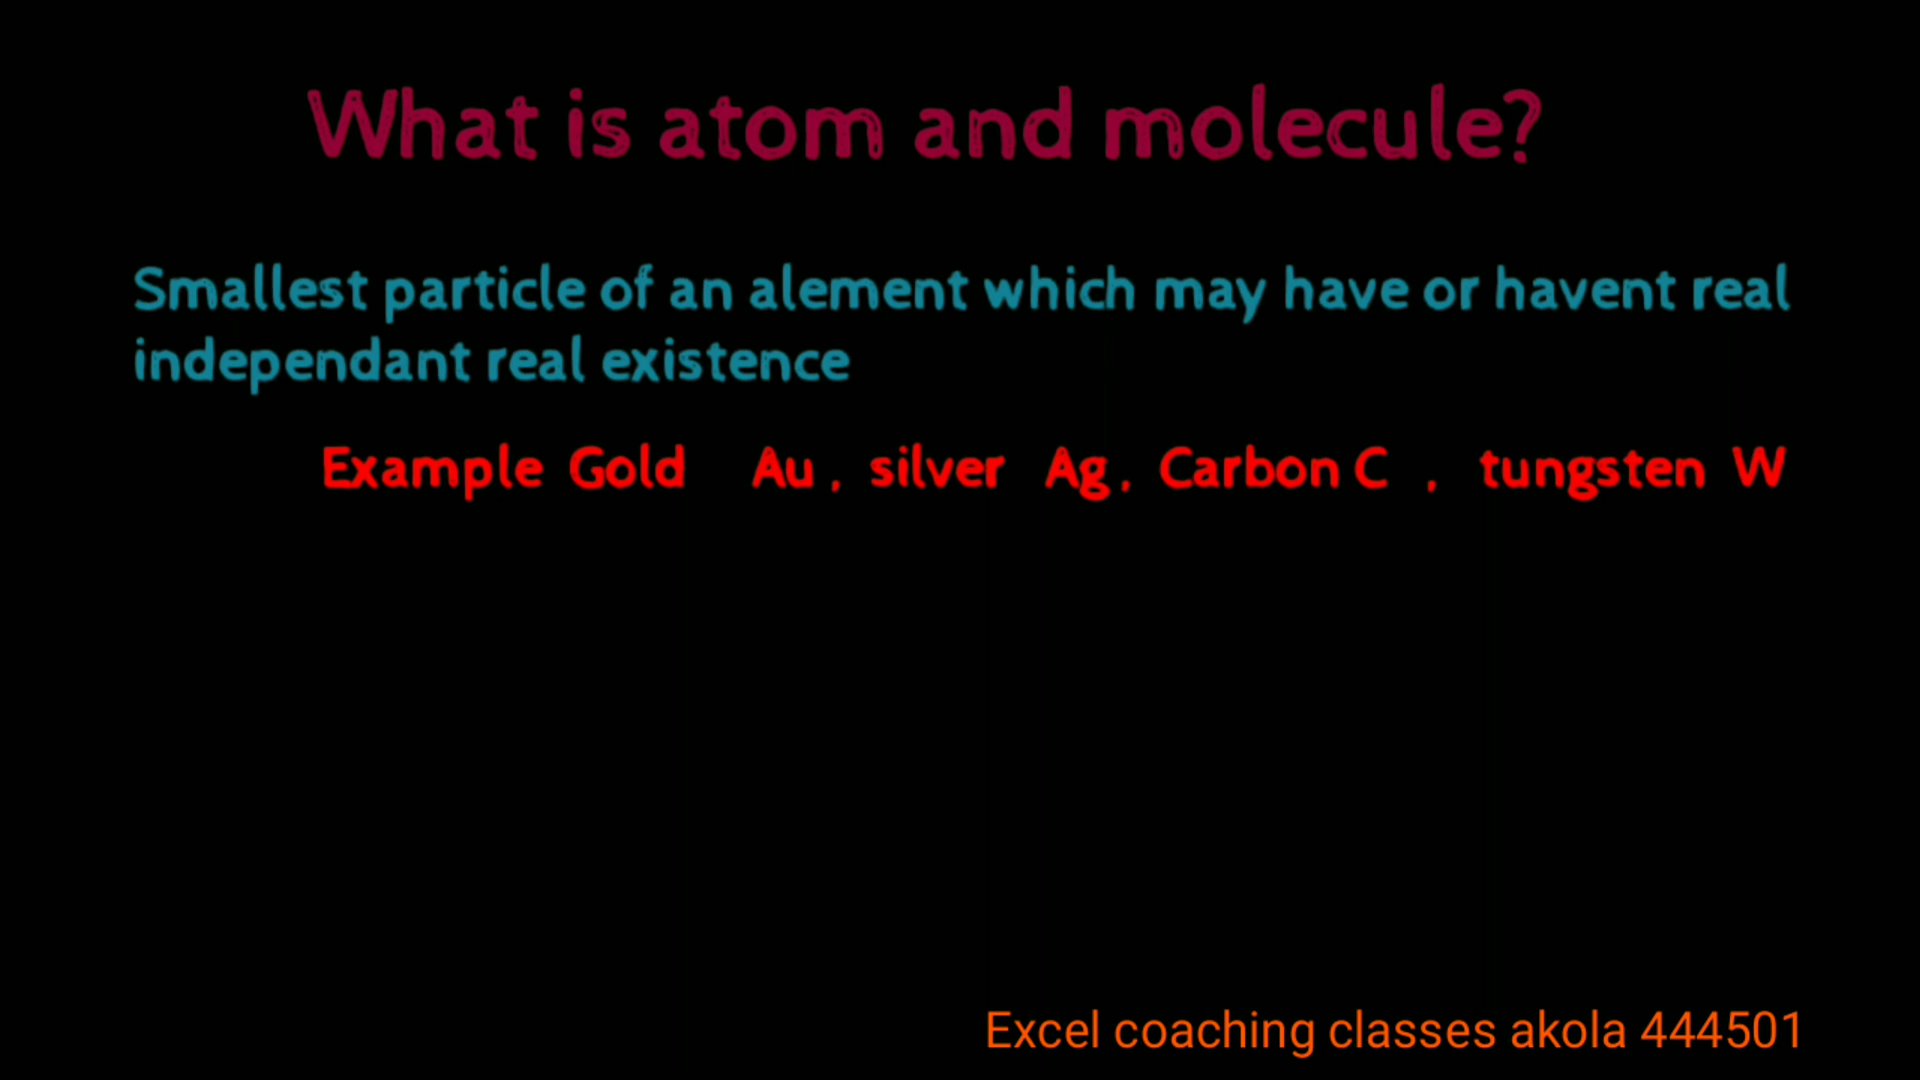 What is atom and molecule?
Smallest particle of an alement which may have or havent real
independant real existence
Example Gold Au , silver Ag , Carbon C , tungsten W
Excel coaching classes akola 444501